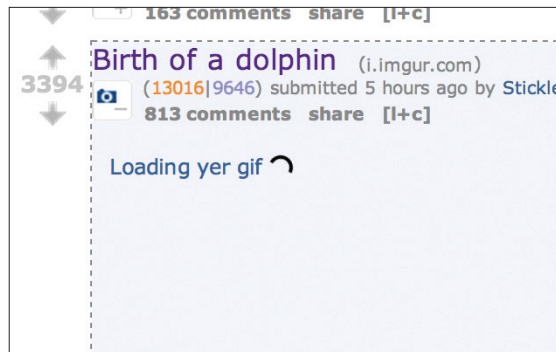 163 comments share [l+c]
Birth of a dolphin (i.imgur.com)
3394
(13016|9646) submitted 5 hours ago by Stickle
813 comments share [l+c]
Loading yer gif